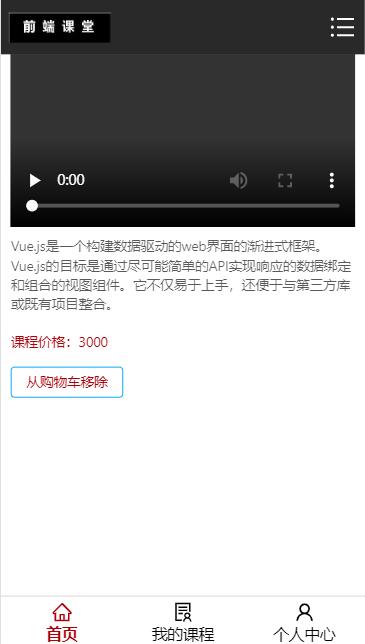 前端课堂
0:00
Vue.js是一个构建数据驱动的web界面的渐进式框架。
Vue.js的目标是通过尽可能简单的API实现响应的数据绑定
和组合的视图组件。它不仅易于上手，还便于与第三方库
或既有项目整合。
课程价格：3000
从购物车移除
首页 我的课程 个人中心